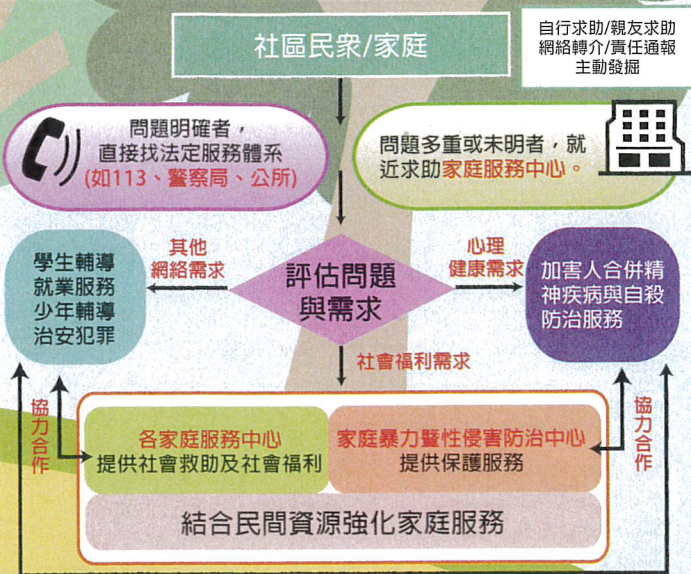 社區民衆/家庭
自行求助/親友求助
網絡轉介/責任通報
主動發掘
問題明確者，
直接找法定服務體系
(如113、警察局、公所)
問題多重或未明者，就
近求助家庭服務中心。
其他
網絡需求
心理
健康需求
學生輔導
就業服務
少年輔導
治安犯罪
評估問題
與需求
加害人合併精
神疾病與自殺
防治服務
社會福利需求
協力合作
各家庭服務中心
提供社會救助及社會福利
家庭暴力暨性侵害防治中心
提供保護服務
協力合作
結合民間資源強化家庭服務